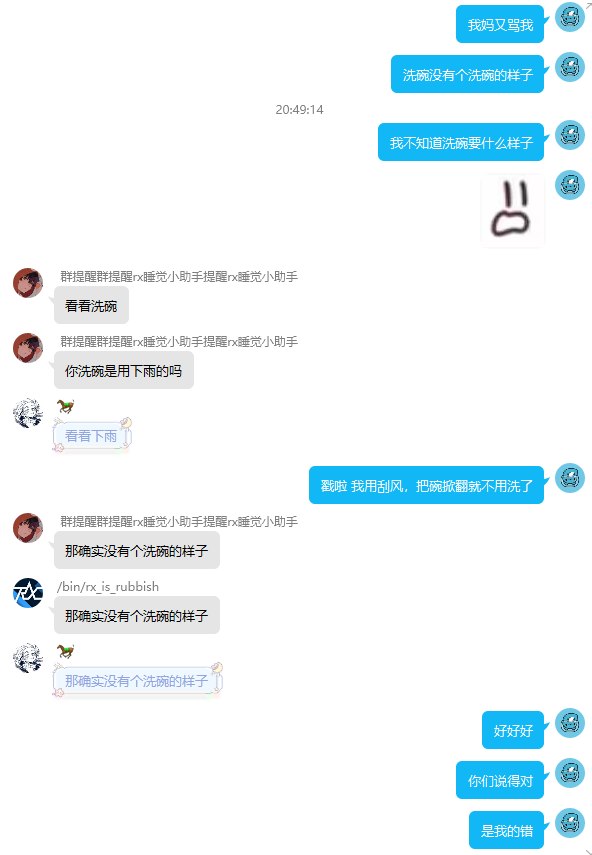 我妈又骂我
洗碗没有个洗碗的样子
20:49:14
我不知道洗碗要什么样子
群提醒群提醒rx睡觉小助手提醒rx睡觉小助手
看看洗碗
群提醒群提醒rx睡觉小助手提醒rx睡觉小助手
你洗碗是用下雨的吗
看看下雨
戳啦 我用刮风，把碗掀翻就不用洗了
群提醒群提醒rx睡觉小助手提醒rx睡觉小助手
那确实没有个洗碗的样子
/bin/rx_is_rubbish
那确实没有个洗碗的样子
那确实没有个洗碗的样子
好好好
你们说得对
是我的错